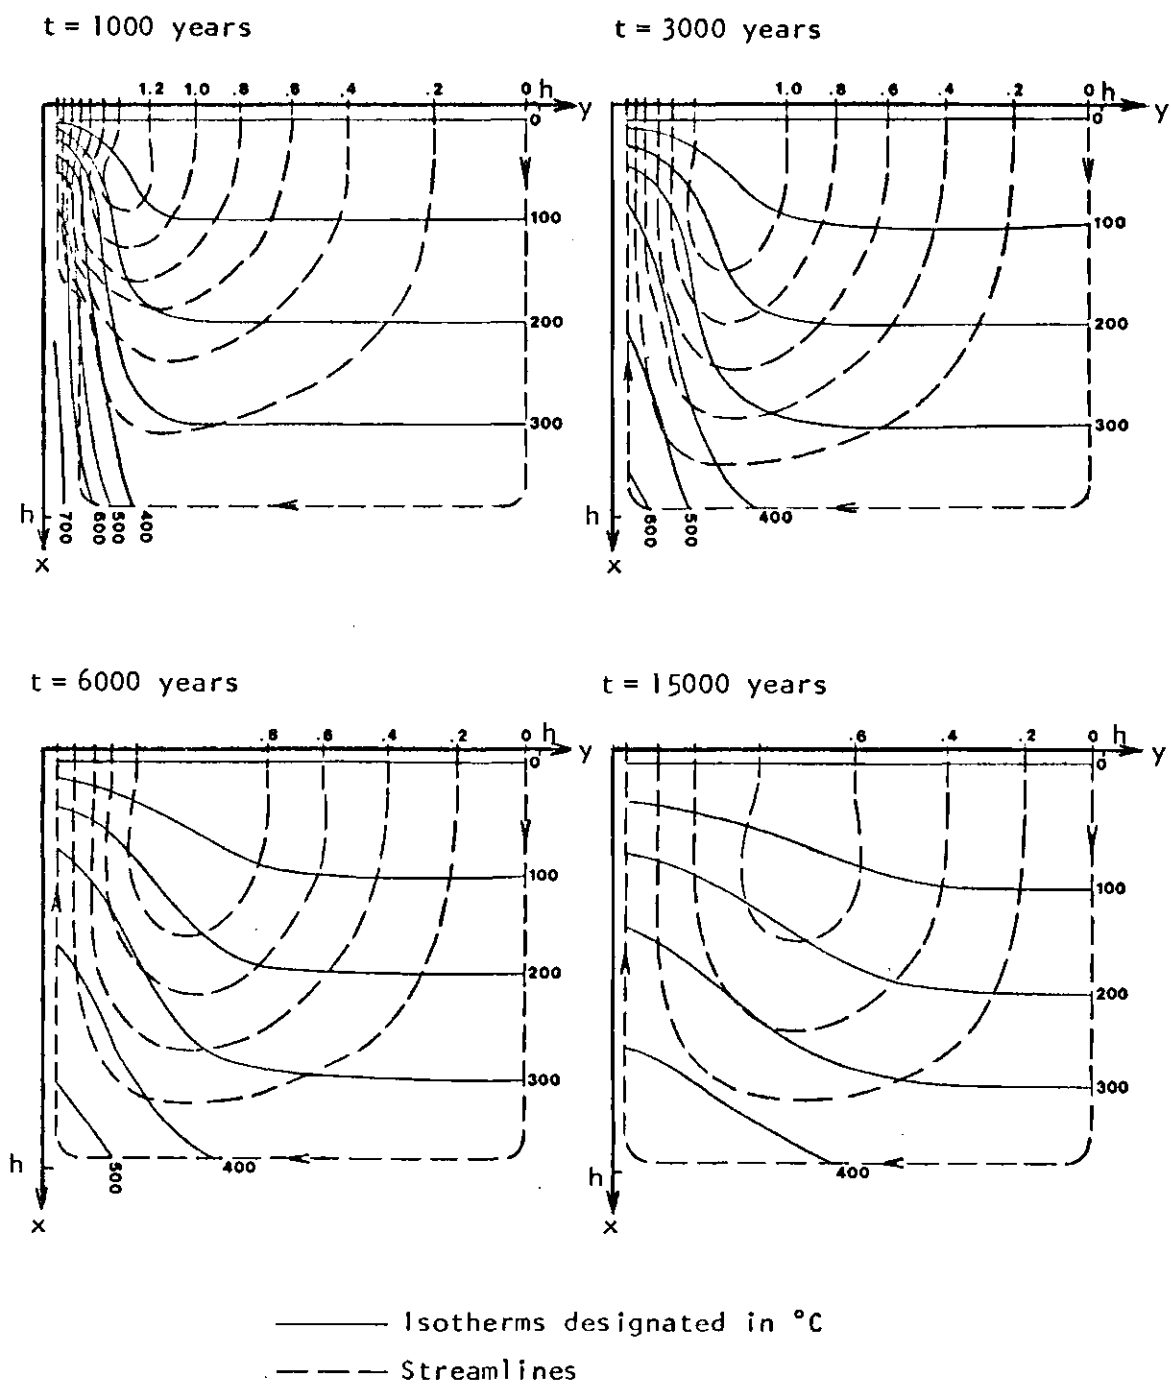 t = 1000 years
1.2 1.0 .8 .6 .4 .2 0 h
y
0
100
200
300
h
700 600 500 400
x
t = 3000 years
1.0 .8 .6 .4 .2 0 h
y
0
100
200
300
h
600 500 400
x
t = 6000 years
.8 .6 .4 .2 0 h
y
0
100
200
300
h
500 400
x
t = 15000 years
.6 .4 .2 0 h
y
0
100
200
300
h
400
x
Isotherms designated in °C
Streamlines